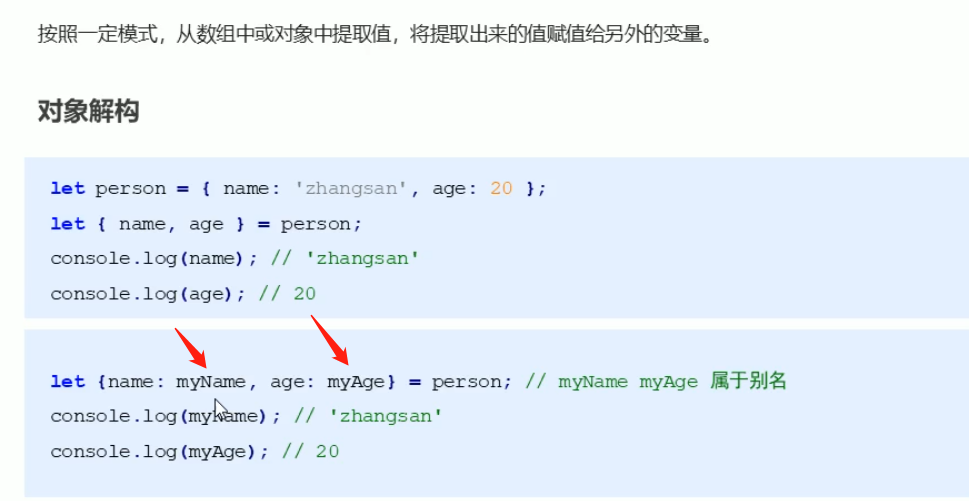 按照一定模式，从数组中或对象中提取值，将提取出来的值赋值给另外的变量。
对象解构
let person = { name: 'zhangsan', age: 20 };
let { name, age } = person;
console.log(name); // 'zhangsan'
console.log(age); // 20
let {name: myName, age: myAge} = person; // myName myAge 属于别名
console.log(myName); // 'zhangsan'
console.log(myAge); // 20